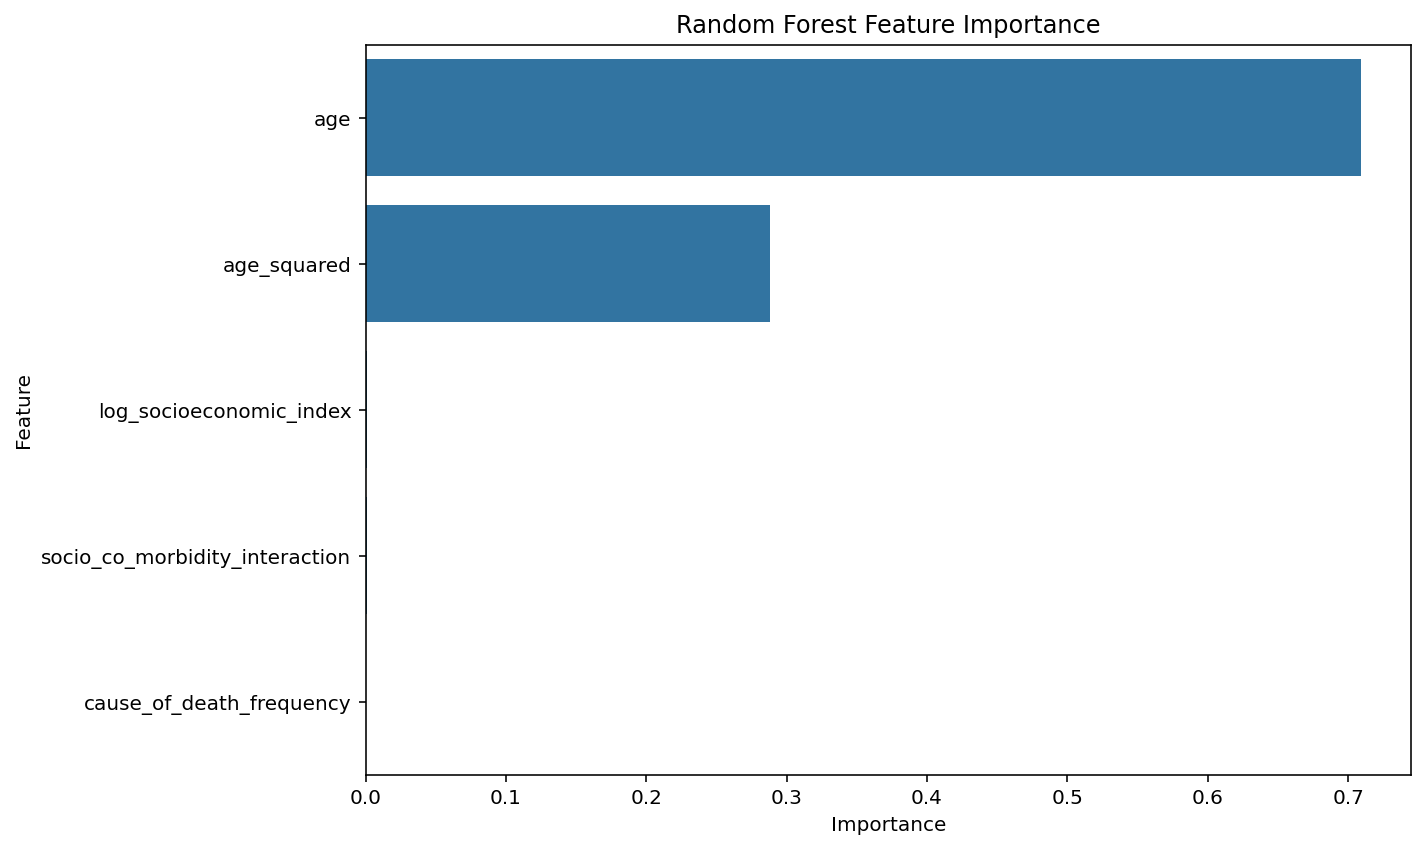 Random Forest Feature Importance
age
age_squared
log_socioeconomic_index
socio_co_morbidity_interaction
cause_of_death_frequency
Feature
0.0 0.1 0.2 0.3 0.4 0.5 0.6 0.7
Importance